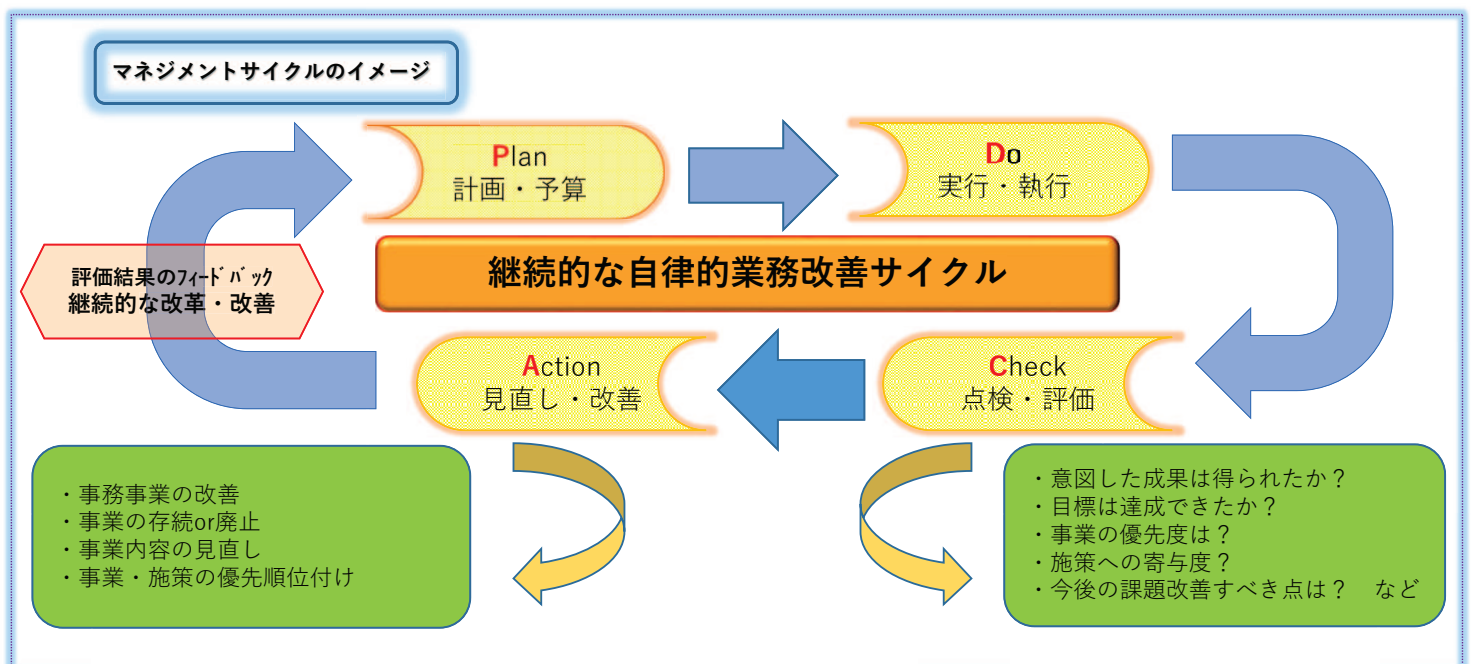 マネジメントサイクルのイメージ
Plan
計画・予算
Do
実行・執行
評価結果のﾌｨｰﾄﾞﾊﾞｯｸ
継続的な改革・改善
継続的な自律的業務改善サイクル
Action
見直し・改善
Check
点検・評価
・事務事業の改善
・事業の存続or廃止
・事業内容の見直し
・事業・施策の優先順位付け
・意図した成果は得られたか？
・目標は達成できたか？
・事業の優先度は？
・施策への寄与度？
・今後の課題改善すべき点は？　など